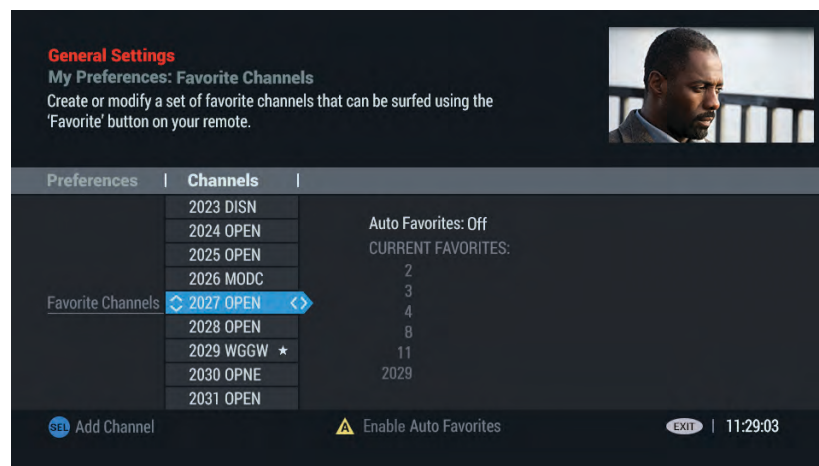 General Settings
My Preferences: Favorite Channels
Create or modify a set of favorite channels that can be surfed using the
‘Favorite’ button on your remote.
Preferences | Channels |
2023 DISN
2024 OPEN
2025 OPEN
2026 MODC
Favorite Channels 2027 OPEN
2028 OPEN
2029 WGGW ★
2030 OPNE
2031 OPEN
Auto Favorites: Off
CURRENT FAVORITES:
2
3
4
8
11
2029
SEL Add Channel
A Enable Auto Favorites
EXIT | 11:29:03